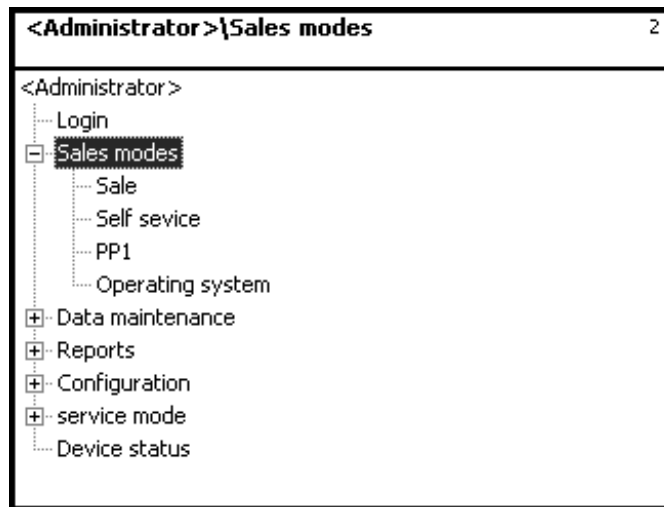 <Administrator>\Sales modes 2
<Administrator>
Login
Sales modes
Sale
Self sevice
PP1
Operating system
Data maintenance
Reports
Configuration
service mode
Device status